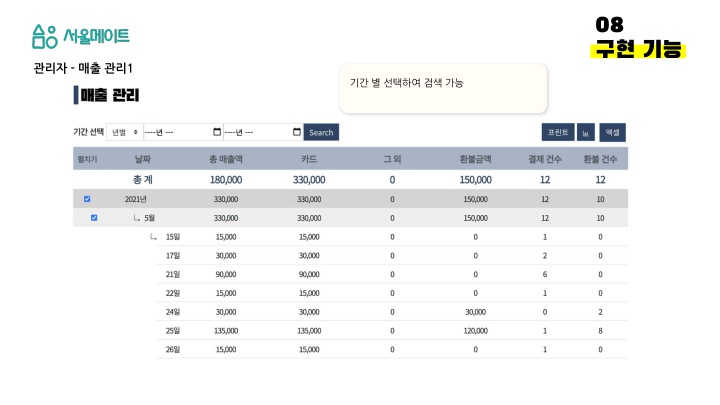 서울메이트
08
구현 기능
관리자 - 매출 관리1
기간 별 선택하여 검색 가능
매출 관리
기간 선택 년별 ----년 --- ----년 --- Search 프린트 엑셀
펼치기 날짜 총 매출액 카드 그 외 환불금액 결제 건수 환불 건수
총 계 180,000 330,000 0 150,000 12 12
2021년 330,000 330,000 0 150,000 12 10
5월 330,000 330,000 0 150,000 12 10
15일 15,000 15,000 0 0 1 0
17일 30,000 30,000 0 0 2 0
21일 90,000 90,000 0 0 6 0
22일 15,000 15,000 0 0 1 0
24일 30,000 30,000 0 30,000 0 2
25일 135,000 135,000 0 120,000 1 8
26일 15,000 15,000 0 0 1 0